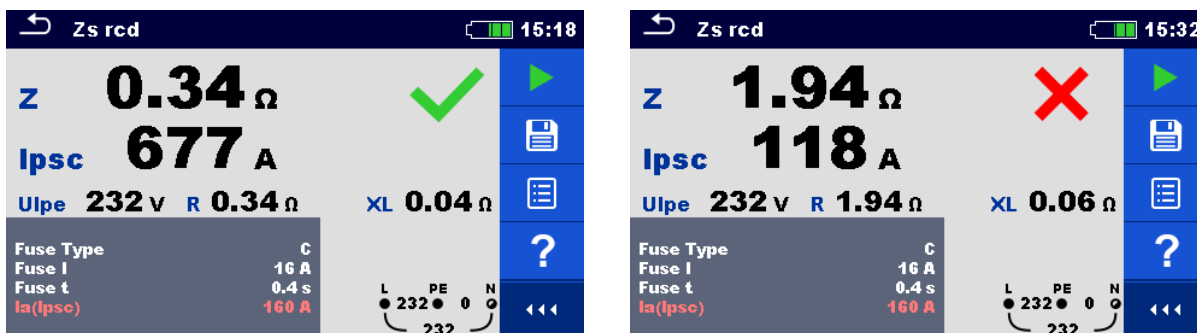 Zs rcd 15:18
Z 0.34 Ω
Ipsc 677 A
Ulpe 232 V R 0.34 Ω XL 0.04 Ω
Fuse Type C
Fuse I 16 A
Fuse t 0.4 s
Ia(Ipsc) 160 A
?
L PE N
232 0
232
Zs rcd 15:32
Z 1.94 Ω
Ipsc 118 A
Ulpe 232 V R 1.94 Ω XL 0.06 Ω
Fuse Type C
Fuse I 16 A
Fuse t 0.4 s
Ia(Ipsc) 160 A
?
L PE N
232 0
232